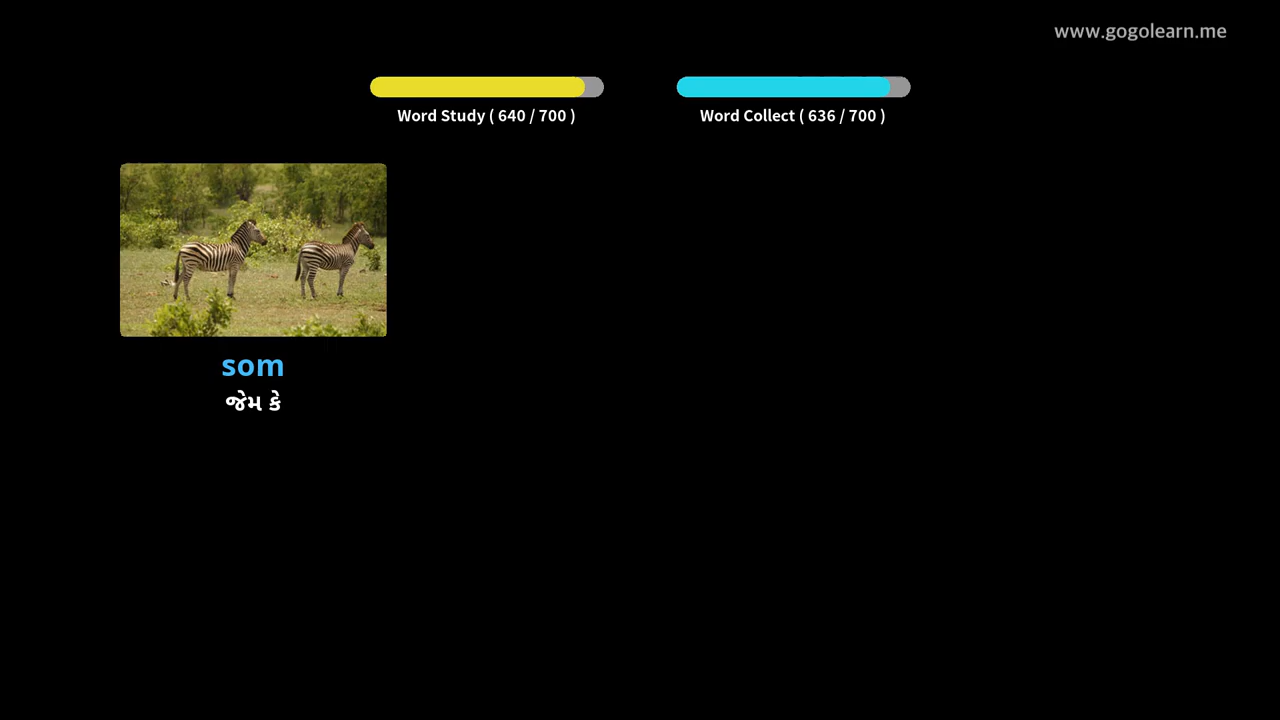 www.gogolearn.me
Word Study ( 640 / 700 )
Word Collect ( 636 / 700 )
som
જેમ કે